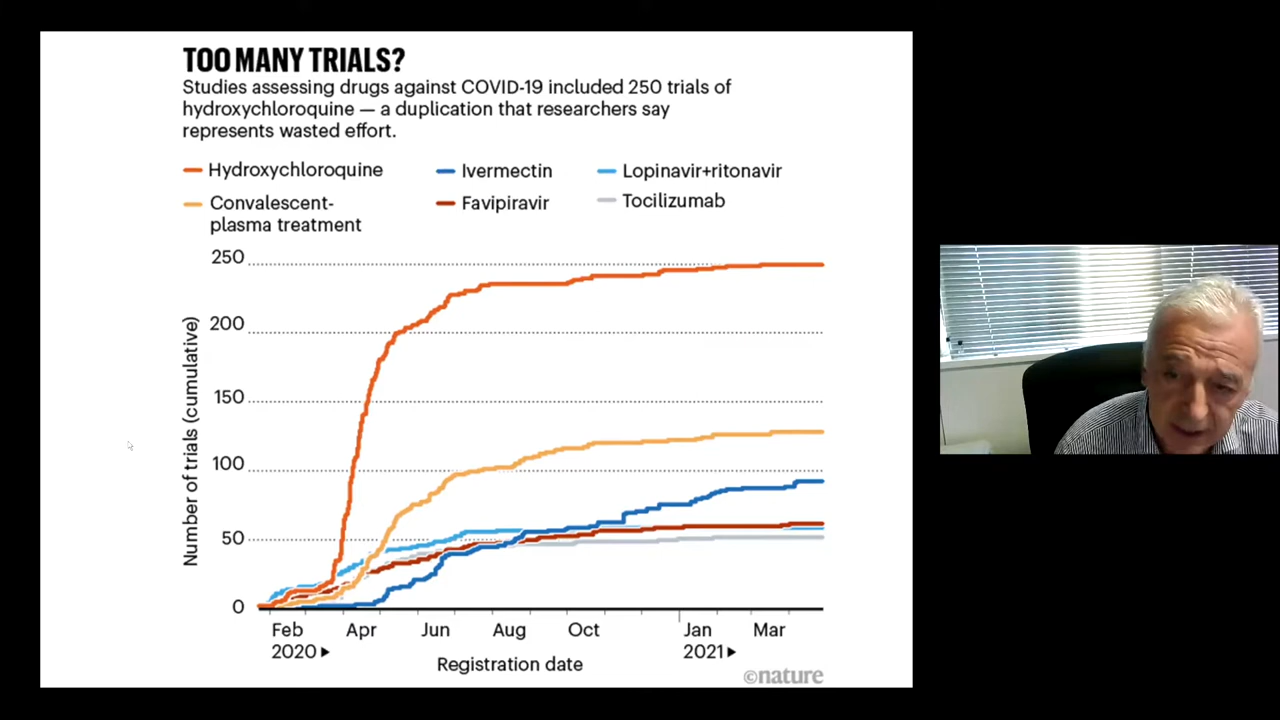 TOO MANY TRIALS?
Studies assessing drugs against COVID-19 included 250 trials of
hydroxychloroquine — a duplication that researchers say
represents wasted effort.
Hydroxychloroquine
Ivermectin
Lopinavir+ritonavir
Convalescent-
plasma treatment
Favipiravir
Tocilizumab
250
200
150
100
50
0
Number of trials (cumulative)
Feb
Apr
Jun
Aug
Oct
Jan
Mar
2020▶
2021▶
Registration date
©nature